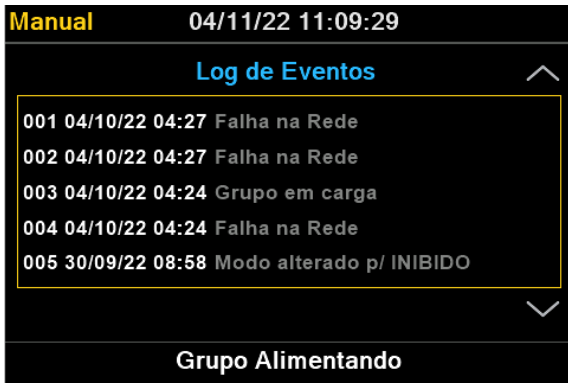 Manual 04/11/22 11:09:29
Log de Eventos
001 04/10/22 04:27 Falha na Rede
002 04/10/22 04:27 Falha na Rede
003 04/10/22 04:24 Grupo em carga
004 04/10/22 04:24 Falha na Rede
005 30/09/22 08:58 Modo alterado p/ INIBIDO
Grupo Alimentando